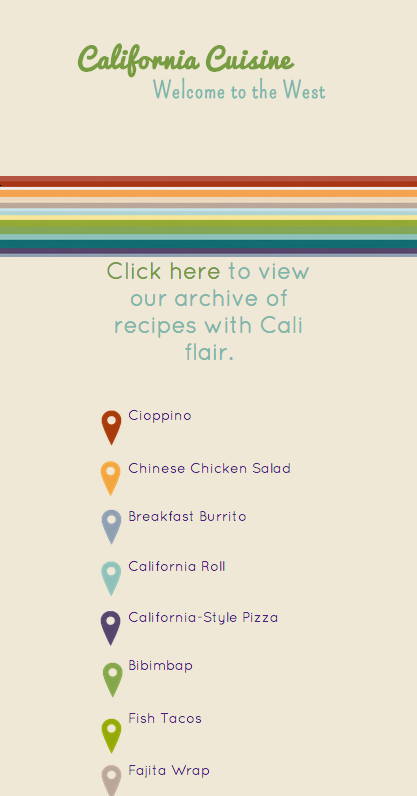 California Cuisine
Welcome to the West
Click here to view
our archive of
recipes with Cali
flair.
Cioppino
Chinese Chicken Salad
Breakfast Burrito
California Roll
California-Style Pizza
Bibimbap
Fish Tacos
Fajita Wrap